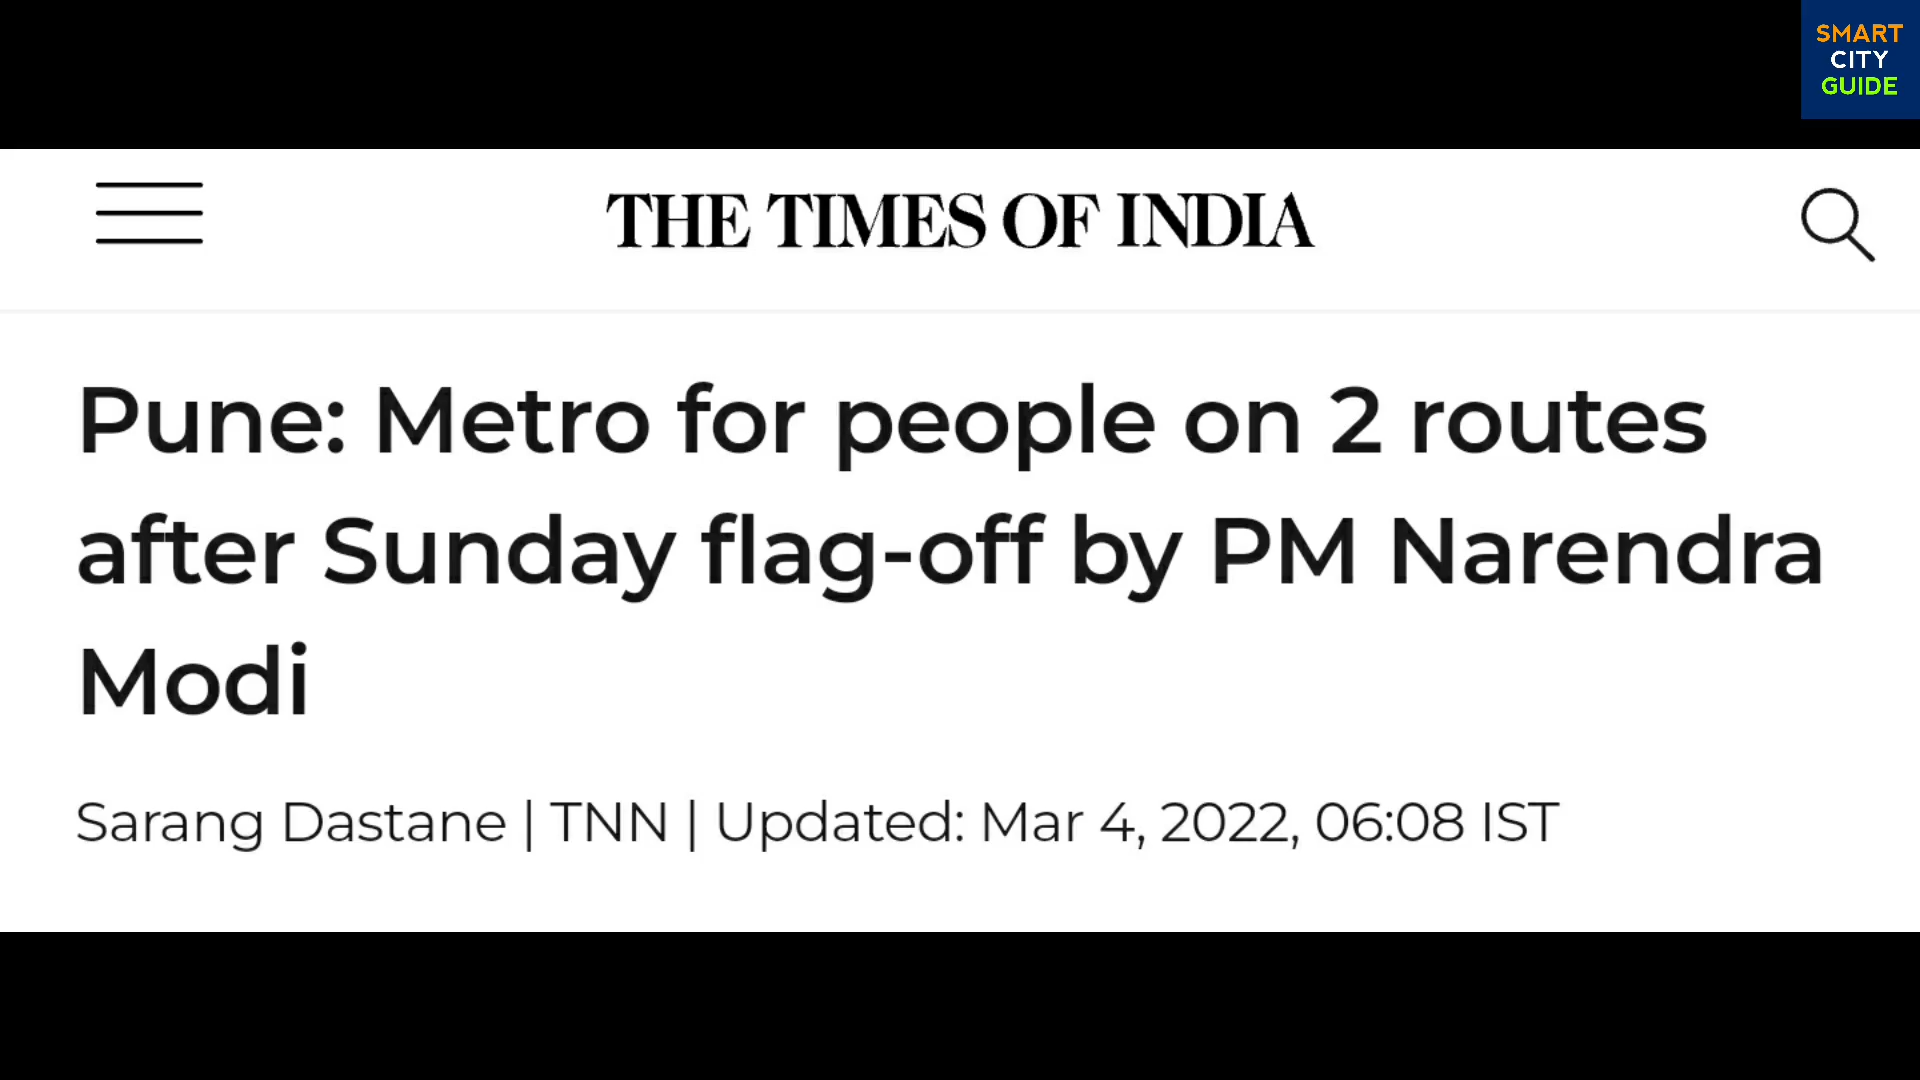 SMART
CITY
GUIDE
THE TIMES OF INDIA
Pune: Metro for people on 2 routes
after Sunday flag-off by PM Narendra
Modi
Sarang Dastane | TNN | Updated: Mar 4, 2022, 06:08 IST